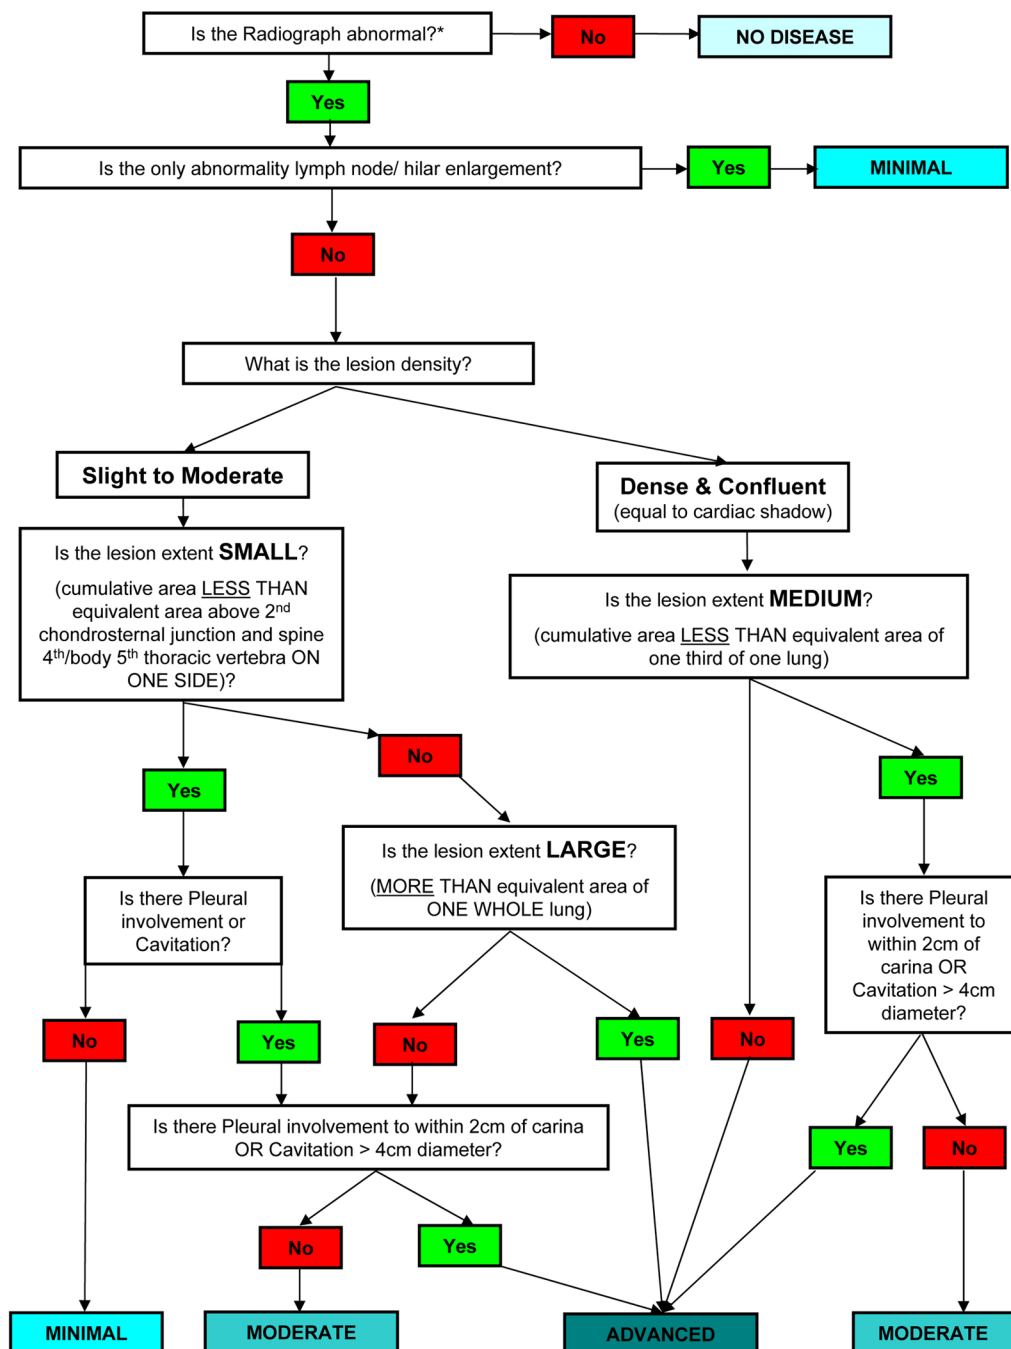 Is the Radiograph abnormal?*
No
NO DISEASE
Yes
Is the only abnormality lymph node/ hilar enlargement?
Yes
MINIMAL
No
What is the lesion density?
Slight to Moderate
Dense & Confluent
(equal to cardiac shadow)
Is the lesion extent SMALL?
(cumulative area LESS THAN
equivalent area above 2nd
chondrosternal junction and spine
4th/body 5th thoracic vertebra ON
ONE SIDE)?
Is the lesion extent MEDIUM?
(cumulative area LESS THAN equivalent area of
one third of one lung)
No
Yes
Yes
Is the lesion extent LARGE?
(MORE THAN equivalent area of
ONE WHOLE lung)
Is there Pleural
involvement or
Cavitation?
Is there Pleural
involvement to
within 2cm of
carina OR
Cavitation > 4cm
diameter?
No
Yes
No
Yes
No
Is there Pleural involvement to within 2cm of carina
OR Cavitation > 4cm diameter?
Yes
No
No
Yes
MINIMAL
MODERATE
ADVANCED
MODERATE